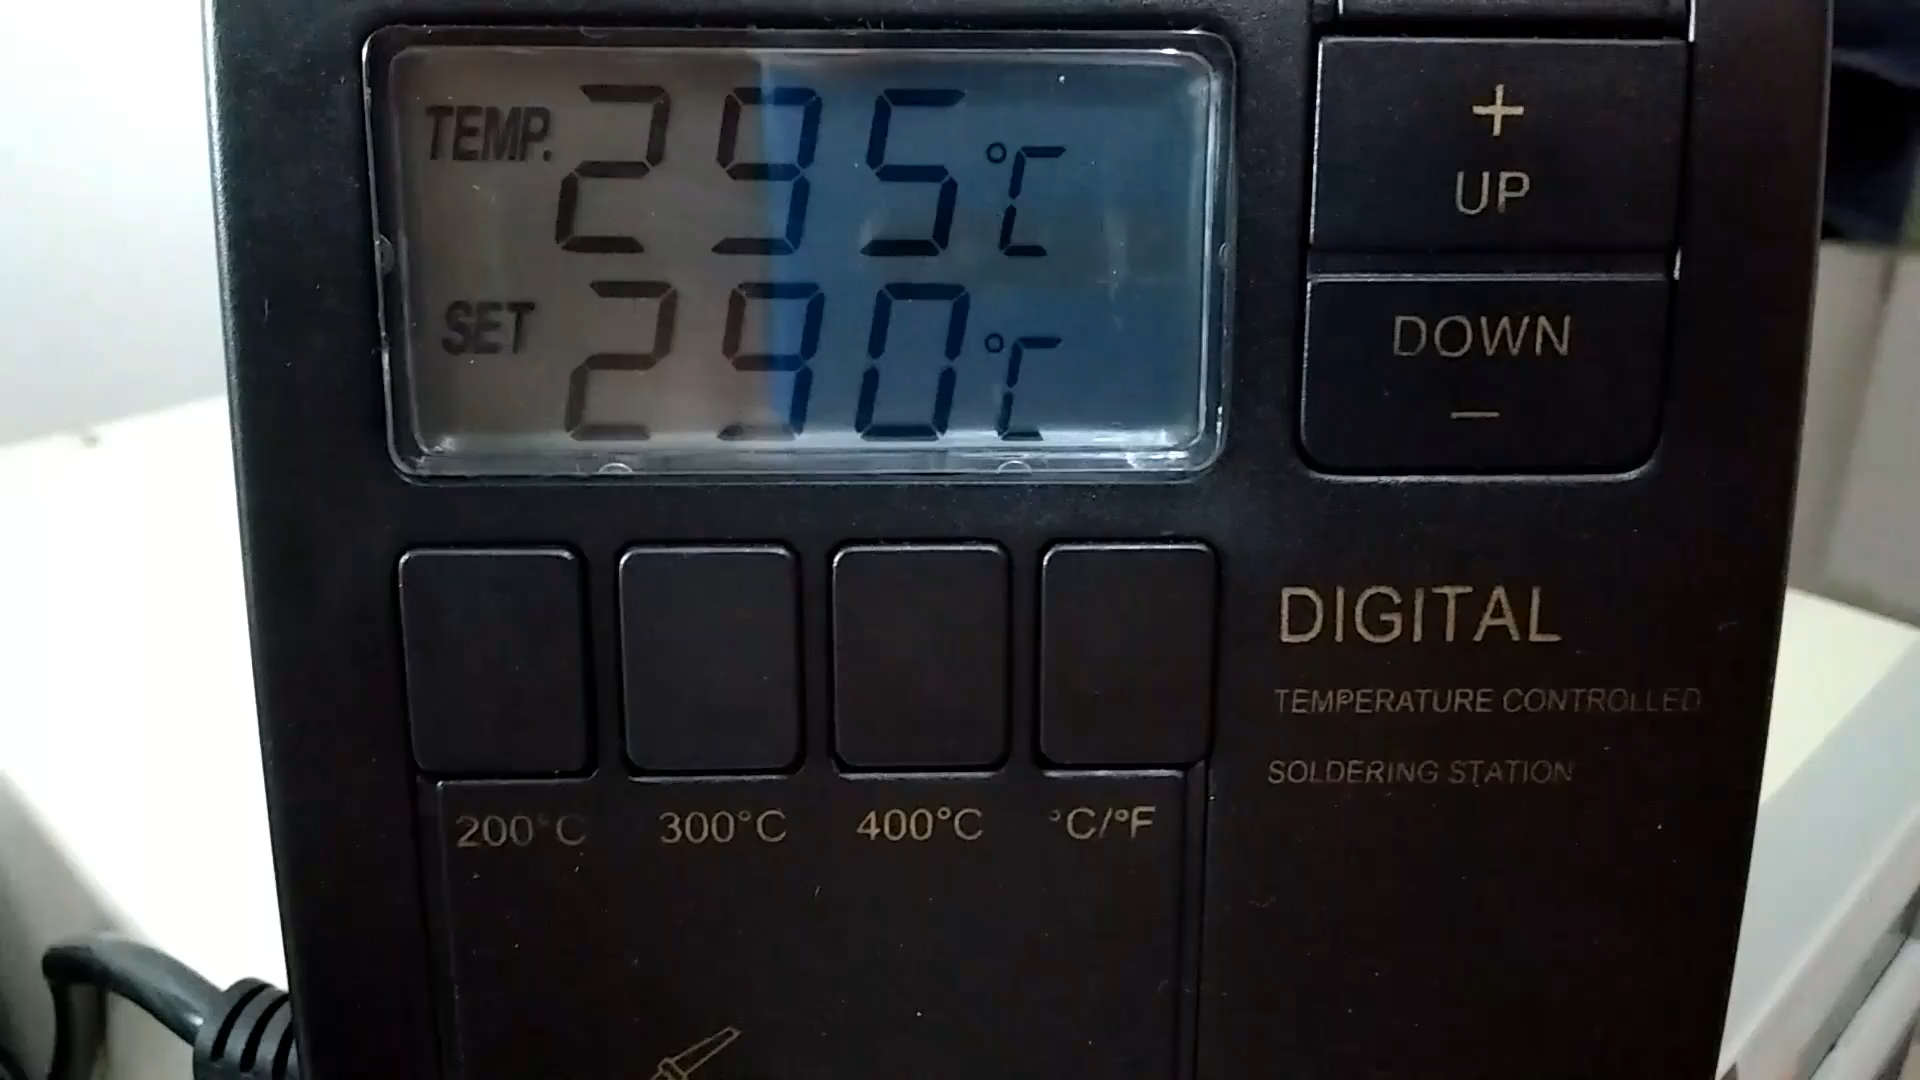 TEMP. 295°C
SET 290°C
+
UP
DOWN
—
200°C 300°C 400°C °C/°F
DIGITAL
TEMPERATURE CONTROLLED
SOLDERING STATION